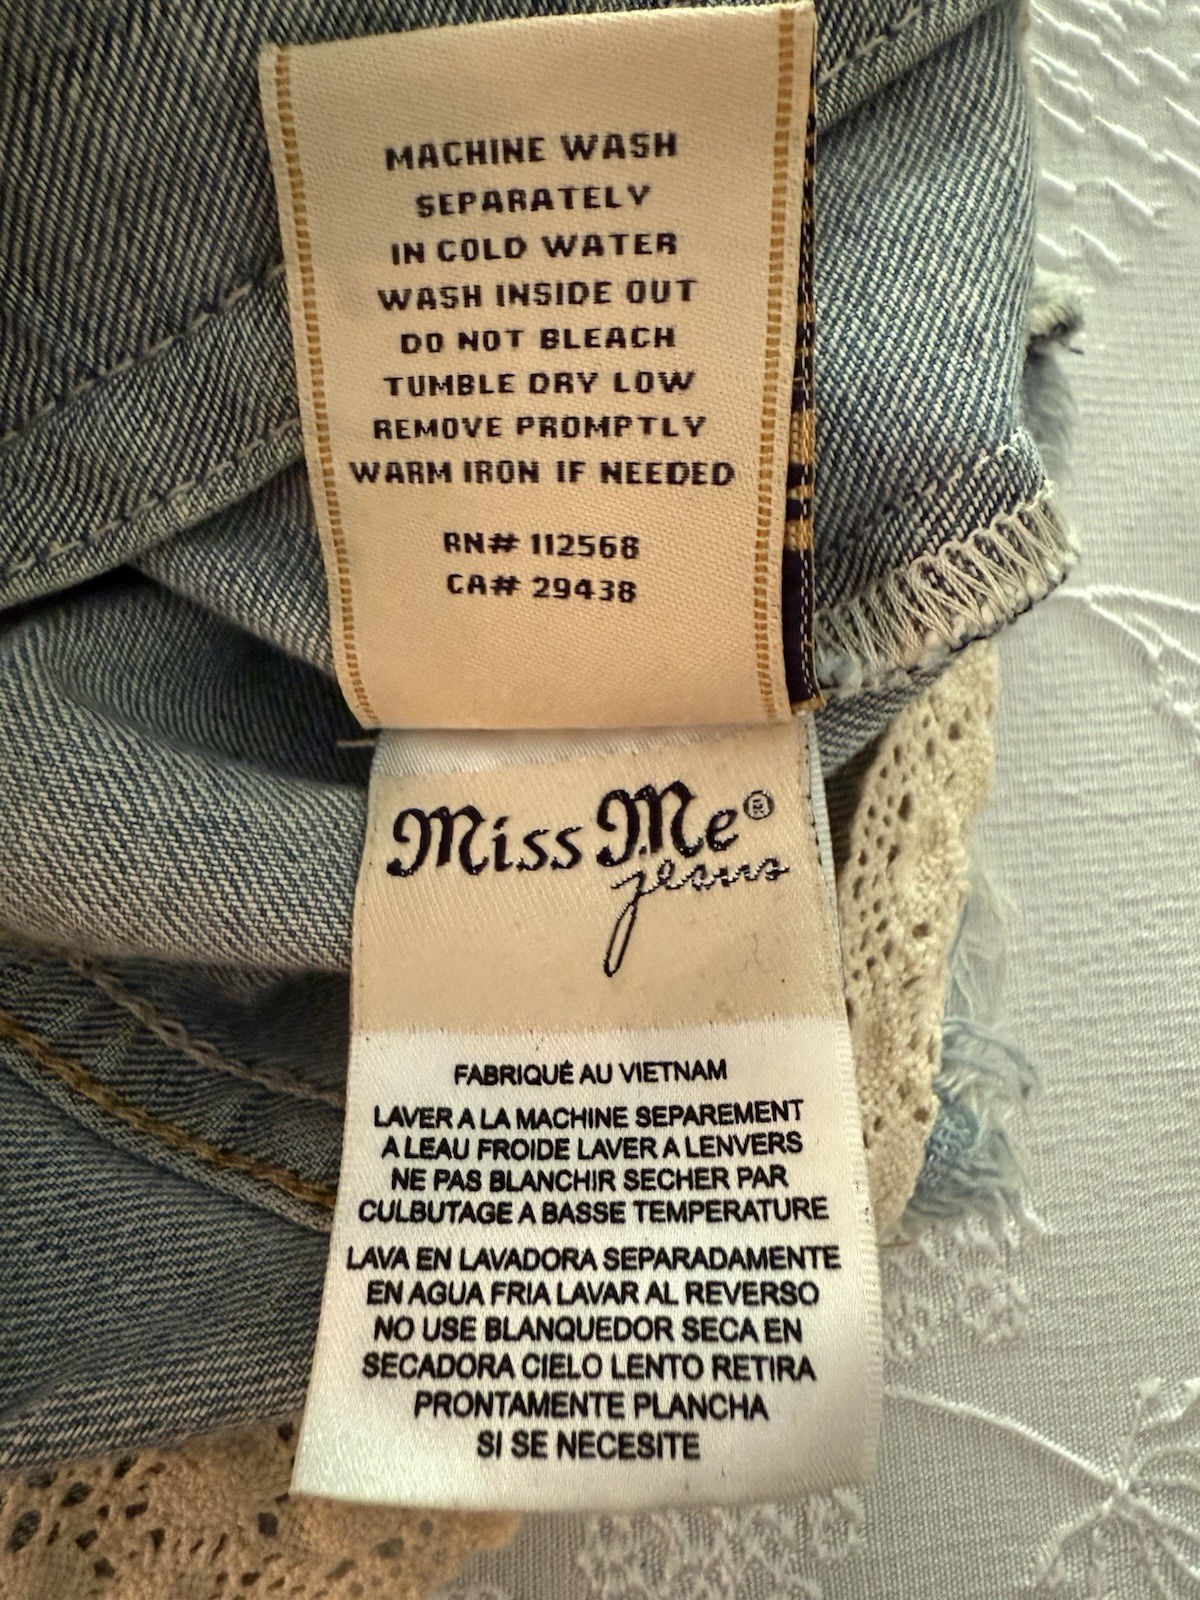 MACHINE WASH
SEPARATELY
IN COLD WATER
WASH INSIDE OUT
DO NOT BLEACH
TUMBLE DRY LOW
REMOVE PROMPTLY
WARM IRON IF NEEDED
RN# 112568
CA# 29438
Miss Me®
jeans
FABRIQUÉ AU VIETNAM
LAVER A LA MACHINE SEPAREMENT
A LEAU FROIDE LAVER A LENVERS
NE PAS BLANCHIR SECHER PAR
CULBUTAGE A BASSE TEMPERATURE
LAVA EN LAVADORA SEPARADAMENTE
EN AGUA FRIA LAVAR AL REVERSO
NO USE BLANQUEDOR SECA EN
SECADORA CIELO LENTO RETIRA
PRONTAMENTE PLANCHA
SI SE NECESITE